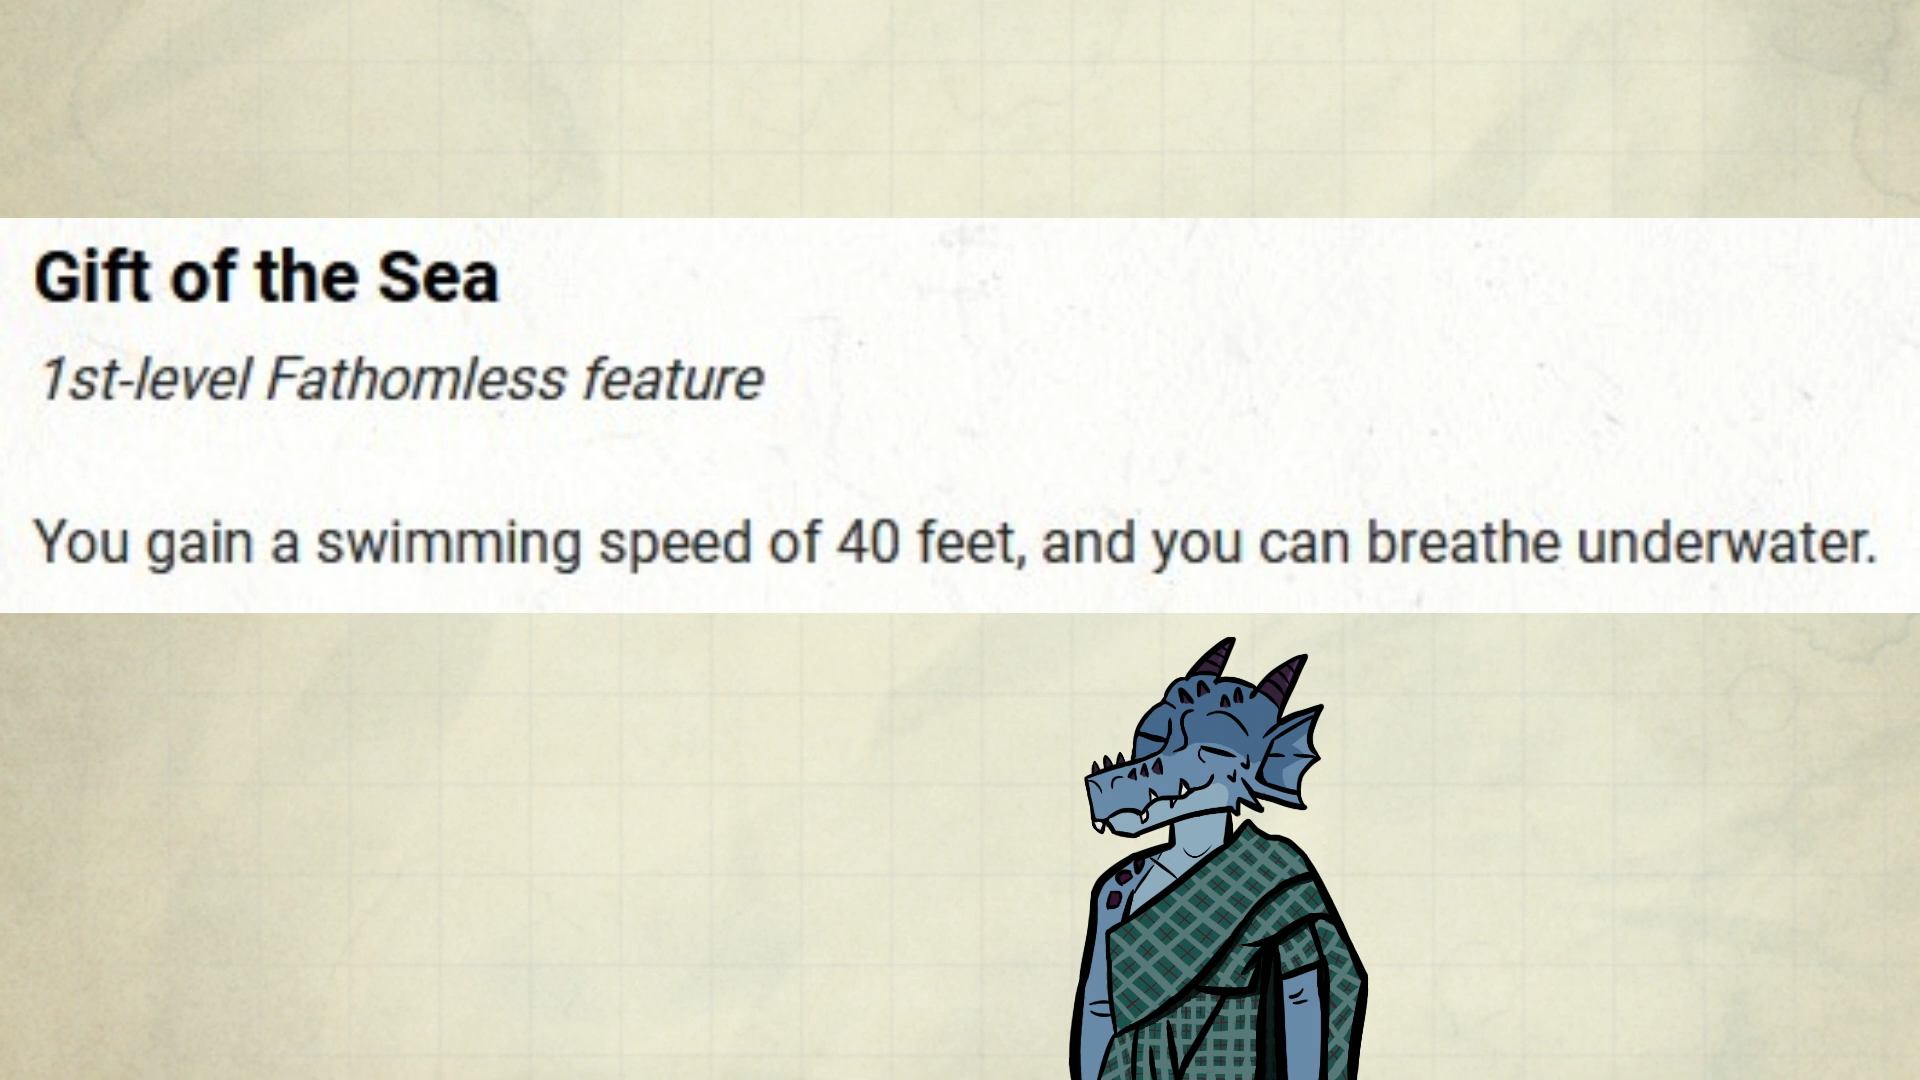 Gift of the Sea
1st-level Fathomless feature
You gain a swimming speed of 40 feet, and you can breathe underwater.